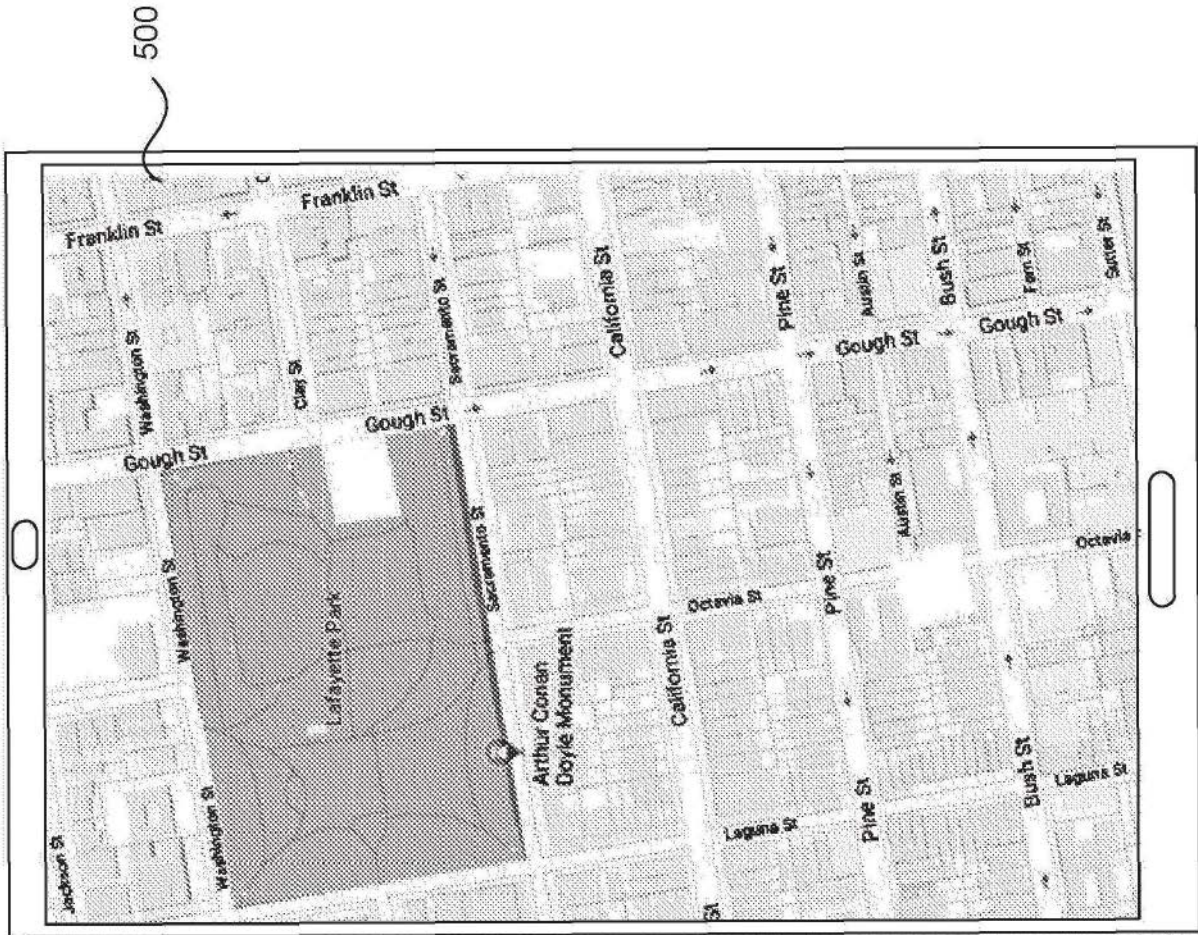 500
Franklin St
Franklin St
Washington St
Clay St
Sacramento St
California St
Pine St
Austin St
Bush St
Fern St
Sutter St
Gough St
Gough St
Gough St
Gough St
Washington St
Sacramento St
Austin St
Octavia
Lafayette Park
Octavia St
Pine St
California St
Arthur Conan
Doyle Monument
Washington St
Jackson St
Laguna St
Pine St
Bush St
Laguna St
St